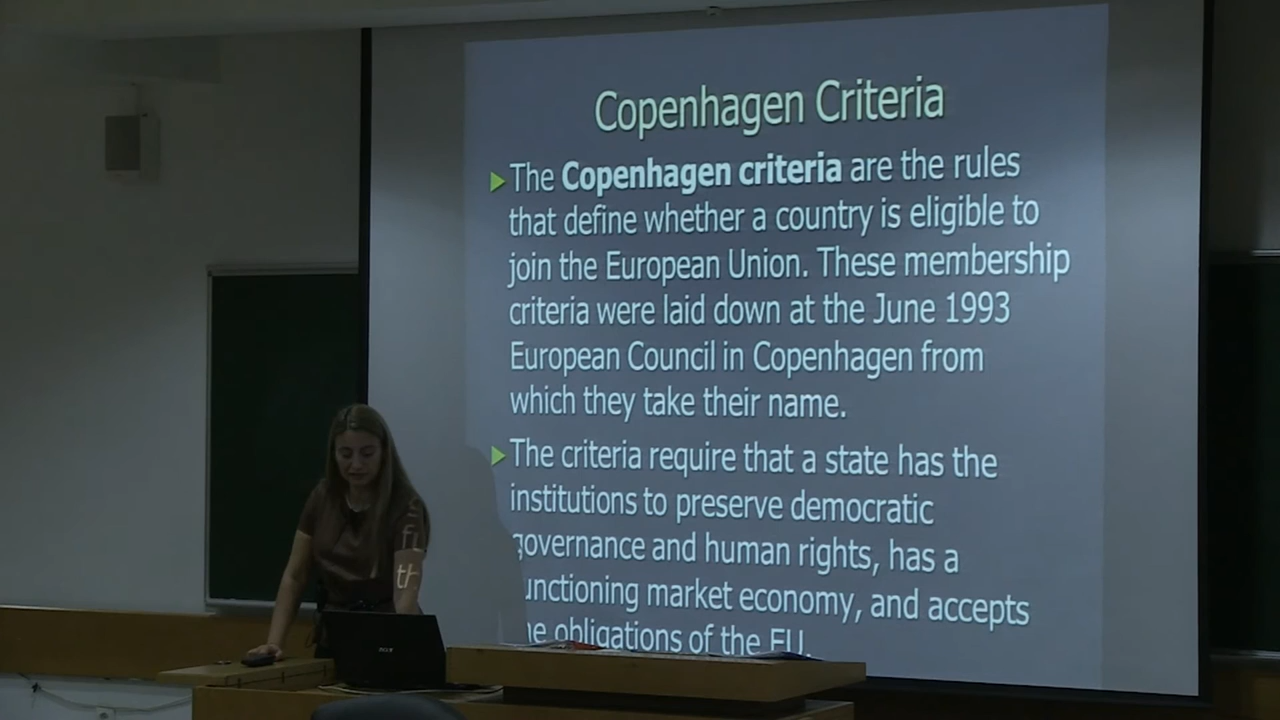 Copenhagen Criteria
The Copenhagen criteria are the rules
that define whether a country is eligible to
join the European Union. These membership
criteria were laid down at the June 1993
European Council in Copenhagen from
which they take their name.
The criteria require that a state has the
institutions to preserve democratic
governance and human rights, has a
functioning market economy, and accepts
the obligations of the EU.
acer